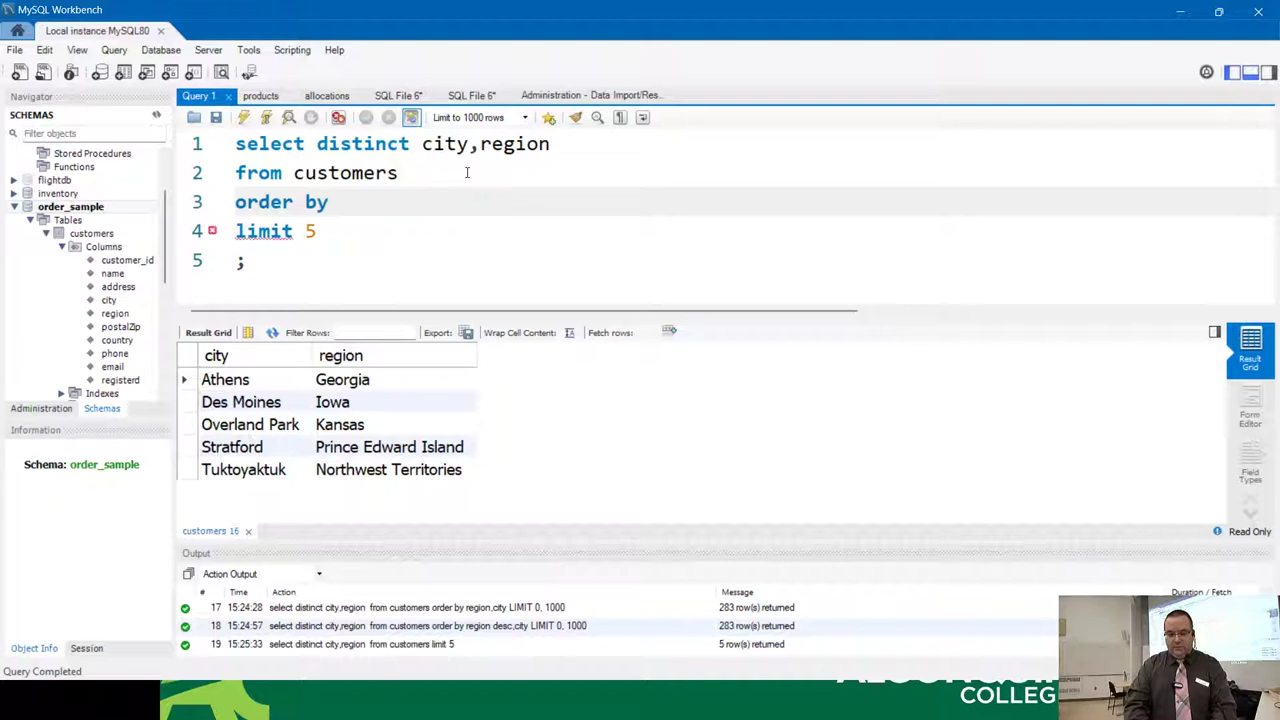 MySQL Workbench
Local instance MySQL80
File Edit View Query Database Server Tools Scripting Help
Navigator
SCHEMAS
Filter objects
Stored Procedures
Functions
flightdb
inventory
order_sample
Tables
customers
Columns
customer_id
name
address
city
region
postalZip
country
phone
email
registerd
Indexes
Administration Schemas
Information
Schema: order_sample
Object Info Session
Query Completed
Query 1 products allocations SQL File 6* SQL File 6* Administration - Data Import/Res...
Limit to 1000 rows
1 select distinct city,region
2 from customers
3 order by
4 limit 5
5 ;
Result Grid Filter Rows: Export: Wrap Cell Content: Fetch rows:
city region
Athens Georgia
Des Moines Iowa
Overland Park Kansas
Stratford Prince Edward Island
Tuktoyaktuk Northwest Territories
Result
Grid
Form
Editor
Field
Types
customers 16
Read Only
Output
Action Output
# Time Action Message Duration / Fetch
17 15:24:28 select distinct city,region from customers order by region,city LIMIT 0, 1000 283 row(s) returned
18 15:24:57 select distinct city,region from customers order by region desc,city LIMIT 0, 1000 283 row(s) returned
19 15:25:33 select distinct city,region from customers limit 5 5 row(s) returned
COLLEG